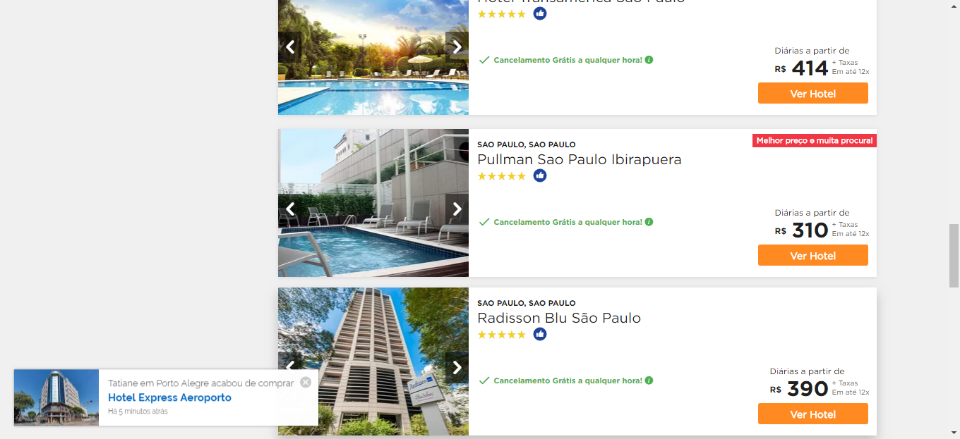 Hotel Transamerica São Paulo
Cancelamento Grátis a qualquer hora!
Diárias a partir de
R$ 414 + Taxas
Em até 12x
Ver Hotel
SAO PAULO, SAO PAULO
Melhor preço e muita procura!
Pullman Sao Paulo Ibirapuera
Cancelamento Grátis a qualquer hora!
Diárias a partir de
R$ 310 + Taxas
Em até 12x
Ver Hotel
SAO PAULO, SAO PAULO
Radisson Blu São Paulo
Cancelamento Grátis a qualquer hora!
Diárias a partir de
R$ 390 + Taxas
Em até 12x
Ver Hotel
Tatiane em Porto Alegre acabou de comprar
Hotel Express Aeroporto
Há 5 minutos atrás